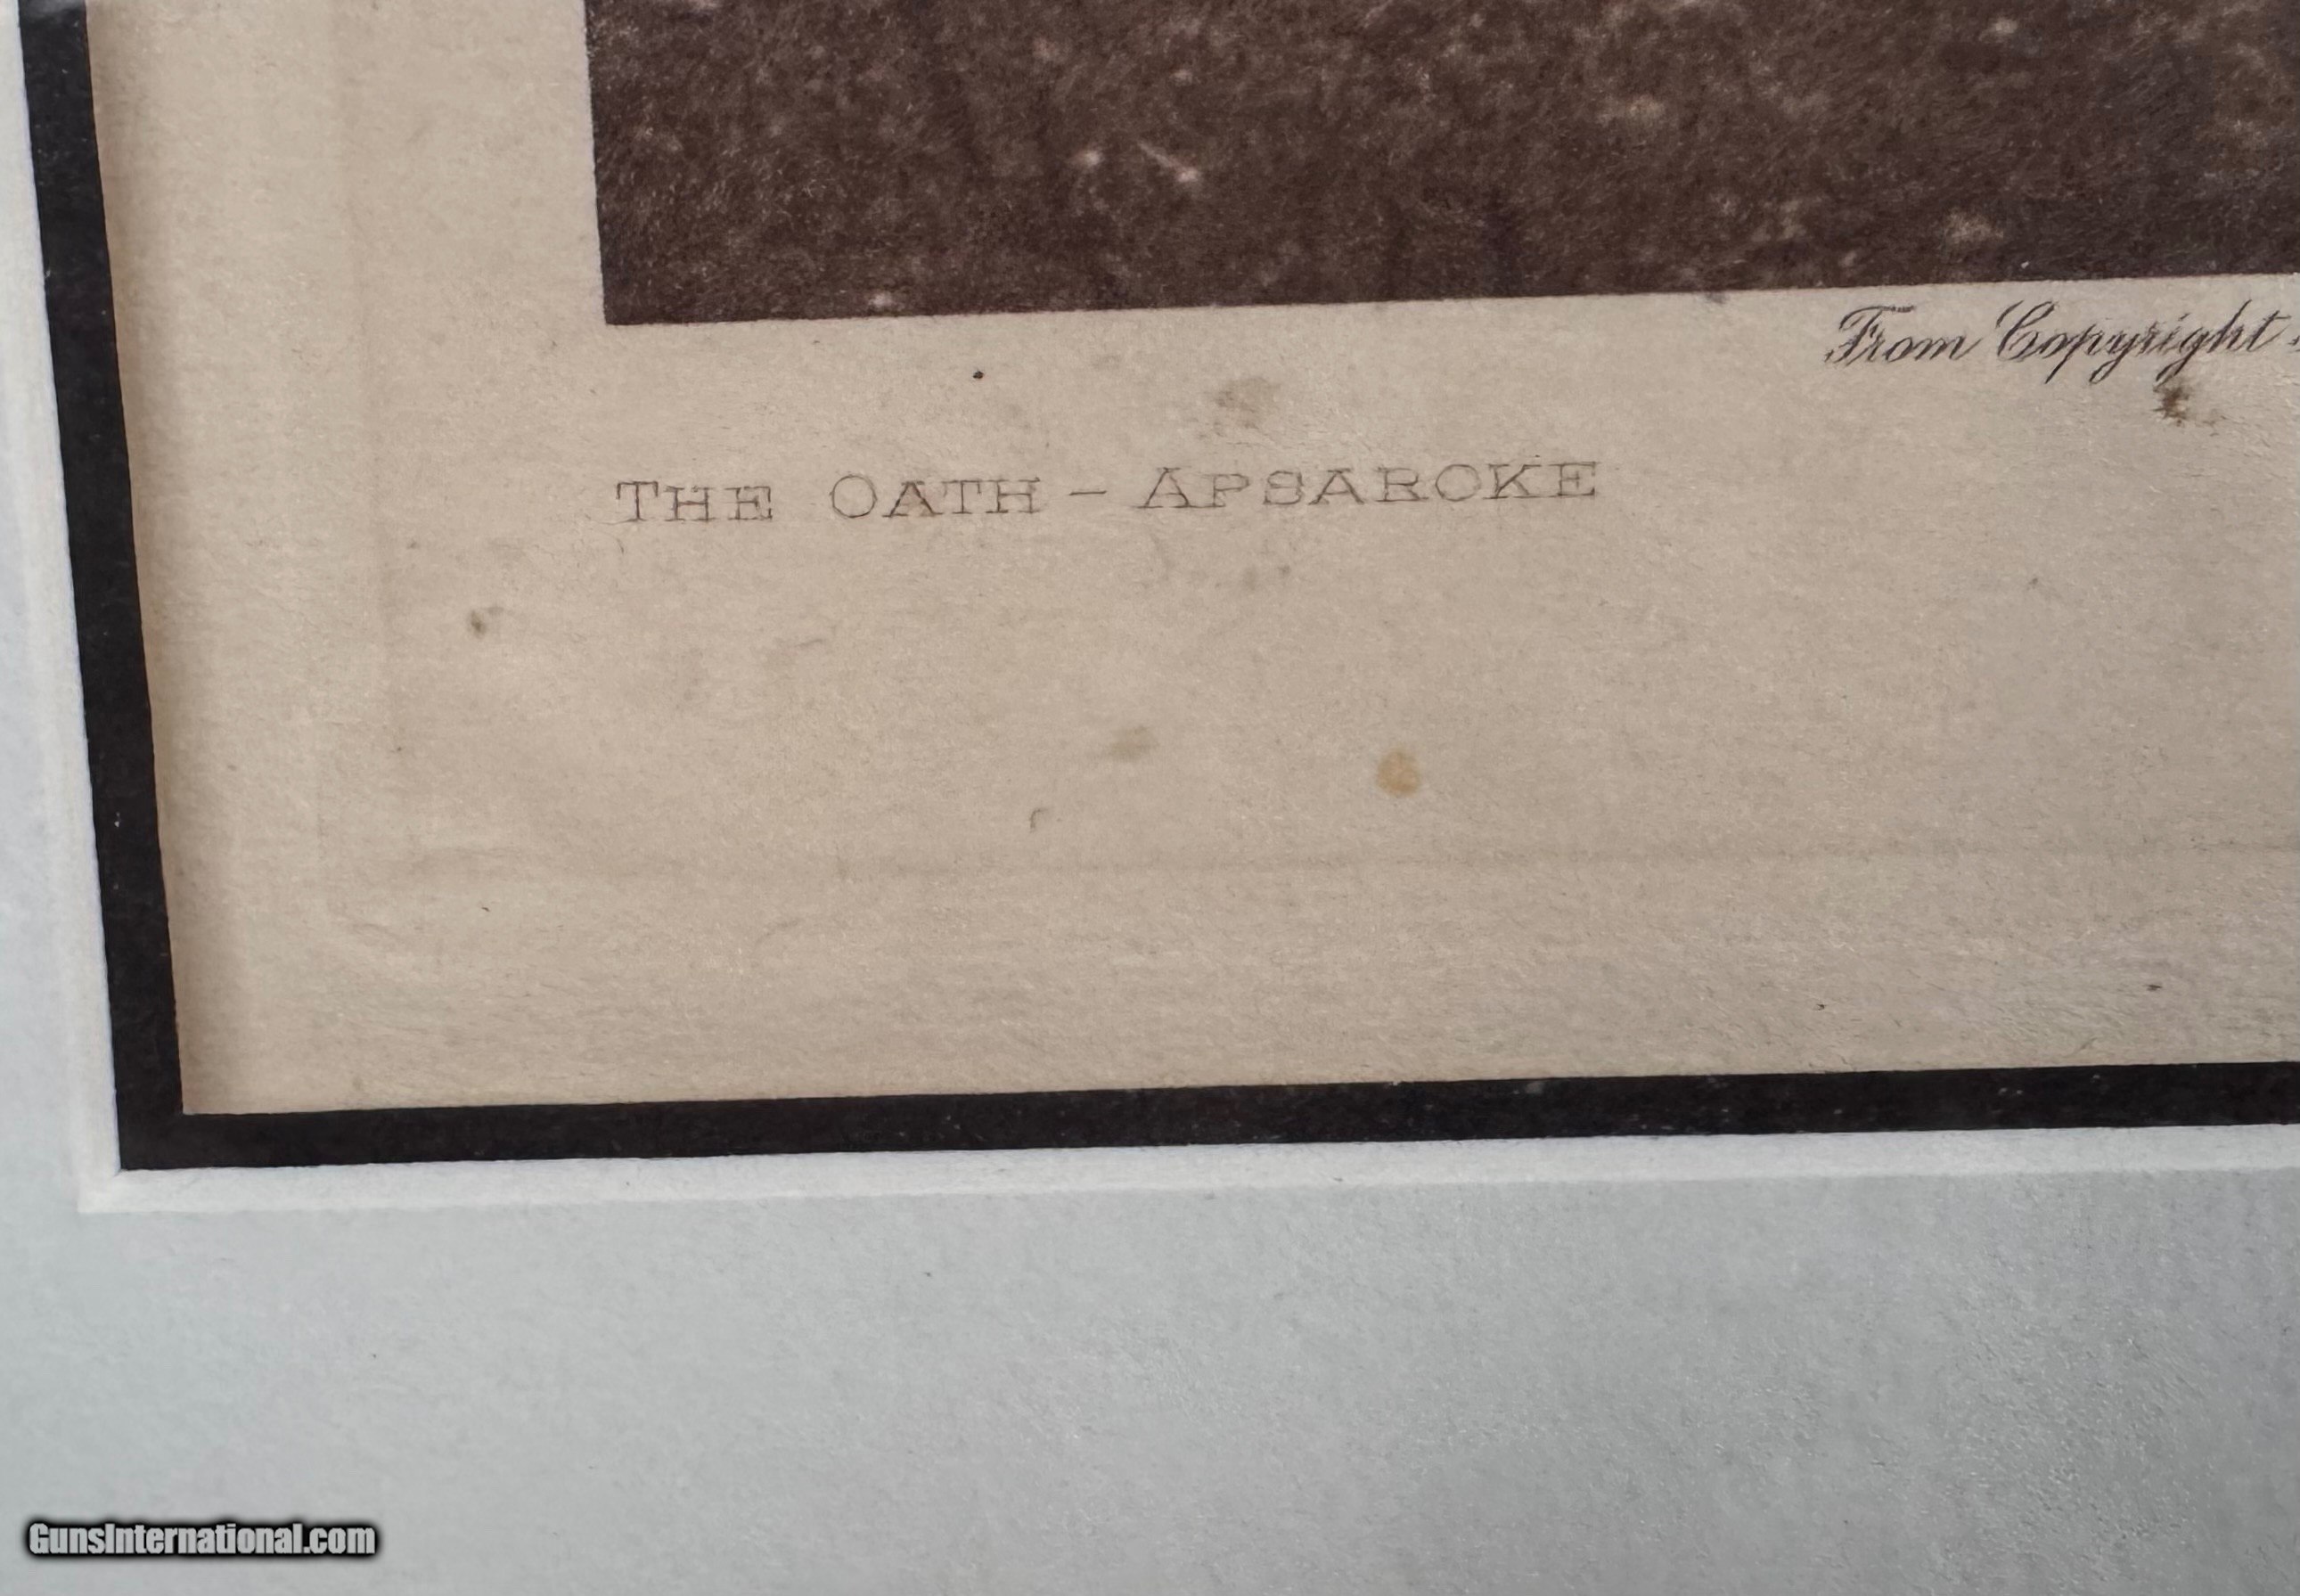 From Copyright
THE OATH - APSAROKE
GunsInternational.com